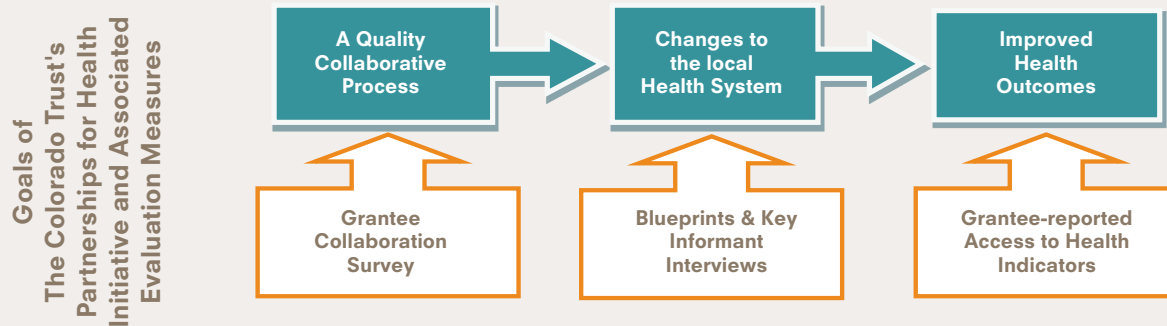 Goals of
The Colorado Trust's
Partnerships for Health
Initiative and Associated
Evaluation Measures
A Quality
Collaborative
Process
Changes to
the local
Health System
Improved
Health
Outcomes
Grantee
Collaboration
Survey
Blueprints & Key
Informant
Interviews
Grantee-reported
Access to Health
Indicators